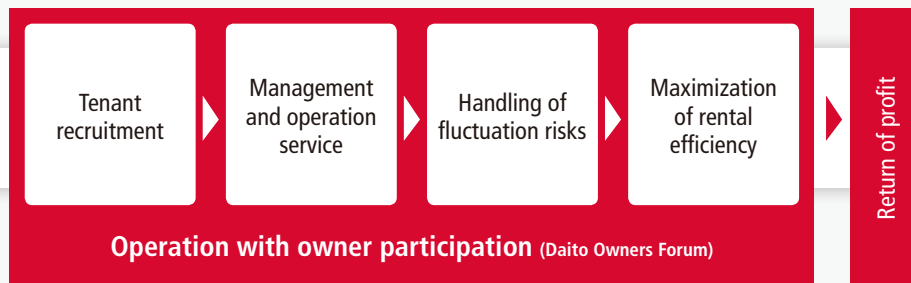 Tenant
recruitment
Management
and operation
service
Handling of
fluctuation risks
Maximization
of rental
efficiency
Operation with owner participation (Daito Owners Forum)
Return of profit